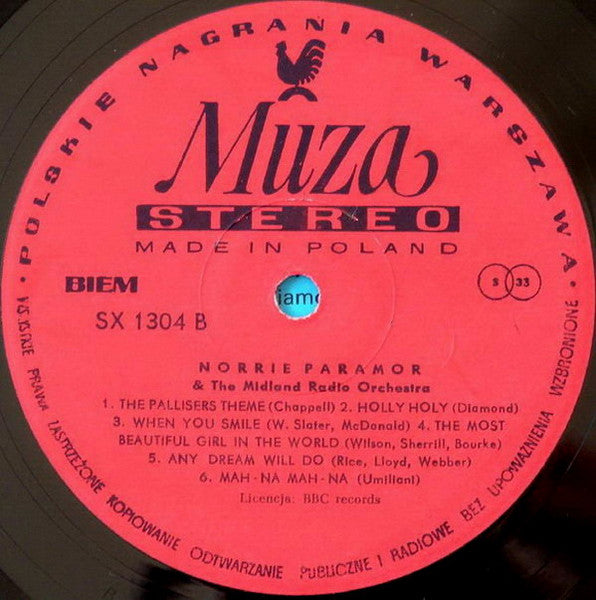 • POLSKIE NAGRANIA WARSZAWA •
Muza
STEREO
MADE IN POLAND
BIEM
S 33
SX 1304 B
iamo
NORRIE PARAMOR
& The Midland Radio Orchestra
1. THE PALLISERS THEME (Chappell) 2. HOLLY HOLY (Diamond)
3. WHEN YOU SMILE (W. Slater, McDonald) 4. THE MOST
BEAUTIFUL GIRL IN THE WORLD (Wilson, Sherrill, Bourke)
5. ANY DREAM WILL DO (Rice, Lloyd, Webber)
6. MAH - NA MAH - NA (Umiliani)
Licencja: BBC records
WSZYSTKIE PRAWA ZASTRZEŻONE KOPIOWANIE ODTWARZANIE PUBLICZNE I RADIOWE BEZ UPOWAŻNIENIA WZBRONIONE